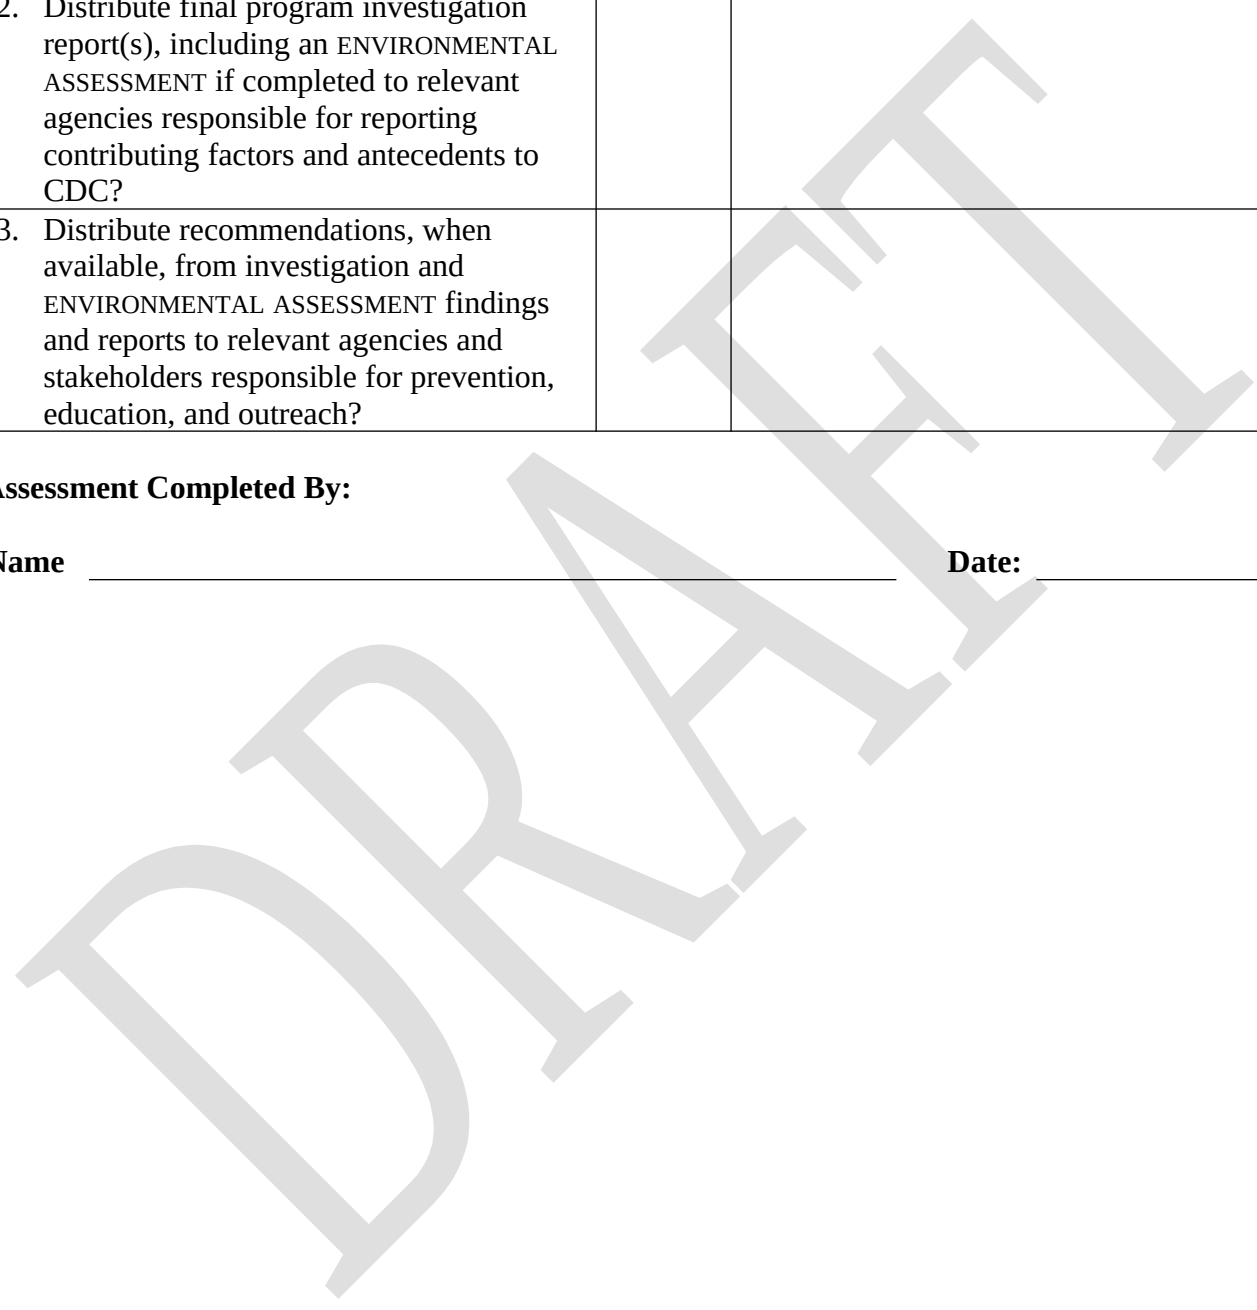 2. Distribute final program investigation
report(s), including an ENVIRONMENTAL
ASSESSMENT if completed to relevant
agencies responsible for reporting
contributing factors and antecedents to
CDC?
3. Distribute recommendations, when
available, from investigation and
ENVIRONMENTAL ASSESSMENT findings
and reports to relevant agencies and
stakeholders responsible for prevention,
education, and outreach?
Assessment Completed By:
Name Date:
DRAFT